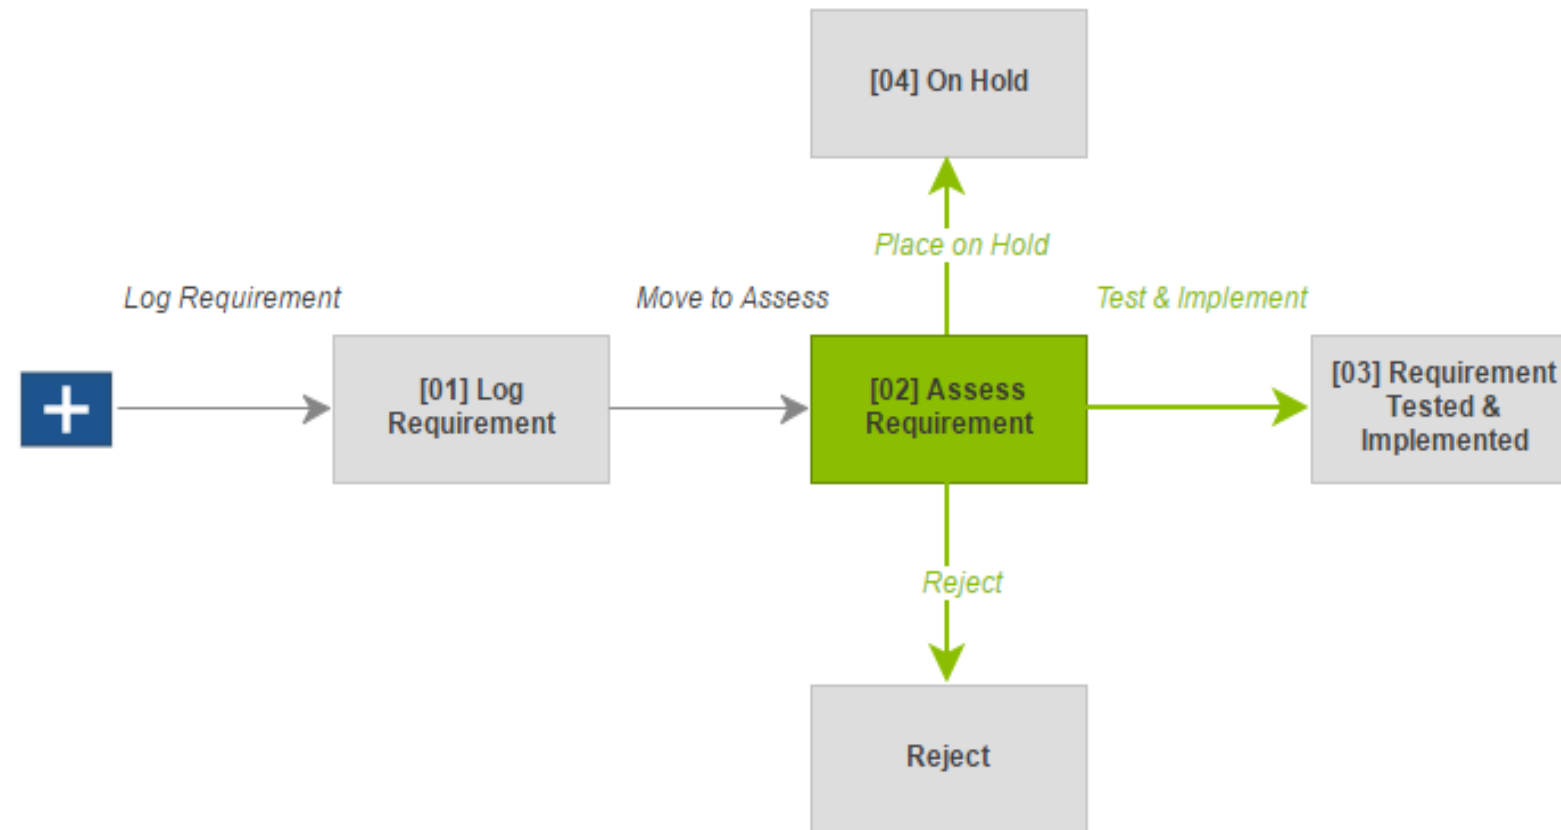 [04] On Hold
Place on Hold
Log Requirement
Move to Assess
Test & Implement
[01] Log
Requirement
[02] Assess
Requirement
[03] Requirement
Tested &
Implemented
Reject
Reject